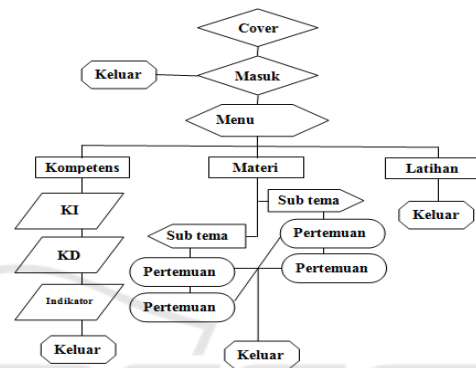 Cover
Keluar
Masuk
Menu
Kompetens
Materi
Latihan
KI
Sub tema
Keluar
Sub tema
KD
Pertemuan
Pertemuan
Pertemuan
Indikator
Pertemuan
Keluar
Keluar